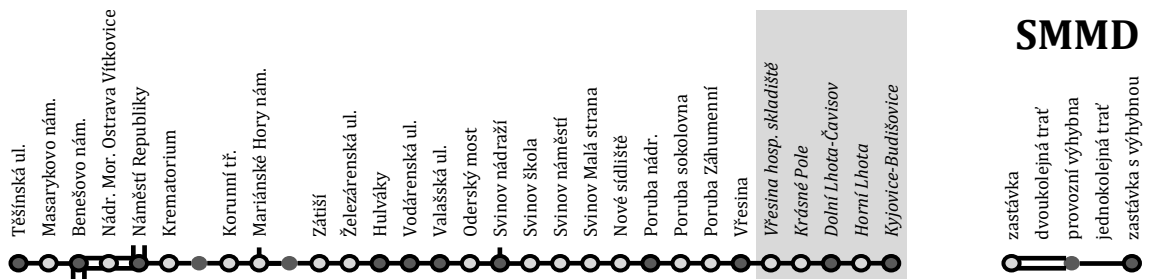 Těšínská ul.
Masarykovo nám.
Benešovo nám.
Nádr. Mor. Ostrava Vítkovice
Náměstí Republiky
Krematorium
Korunní tř.
Mariánské Hory nám.
Zátiší
Železárenská ul.
Hulváky
Vodárenská ul.
Valašská ul.
Oderský most
Svinov nádraží
Svinov škola
Svinov náměstí
Svinov Malá strana
Nové sídliště
Poruba nádr.
Poruba sokolovna
Poruba Záhumenní
Vřesina
Vřesina hosp. skladiště
Krásné Pole
Dolní Lhota-Čavisov
Horní Lhota
Kyjovice-Budišovice
SMMD
zastávka
dvoukolejná trať
provozní výhybna
jednokolejná trať
zastávka s výhybnou